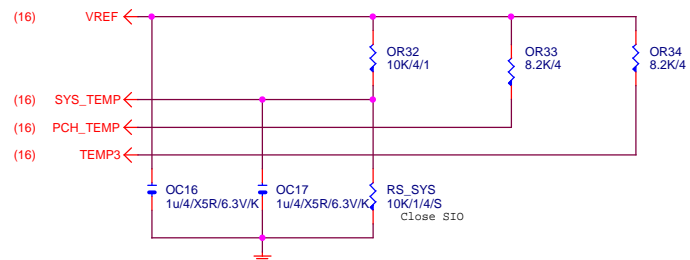 (16) VREF
OR32
10K/4/1
OR33
8.2K/4
OR34
8.2K/4
(16) SYS_TEMP
(16) PCH_TEMP
(16) TEMP3
OC16
1u/4/X5R/6.3V/K
OC17
1u/4/X5R/6.3V/K
RS_SYS
10K/1/4/S
Close SIO